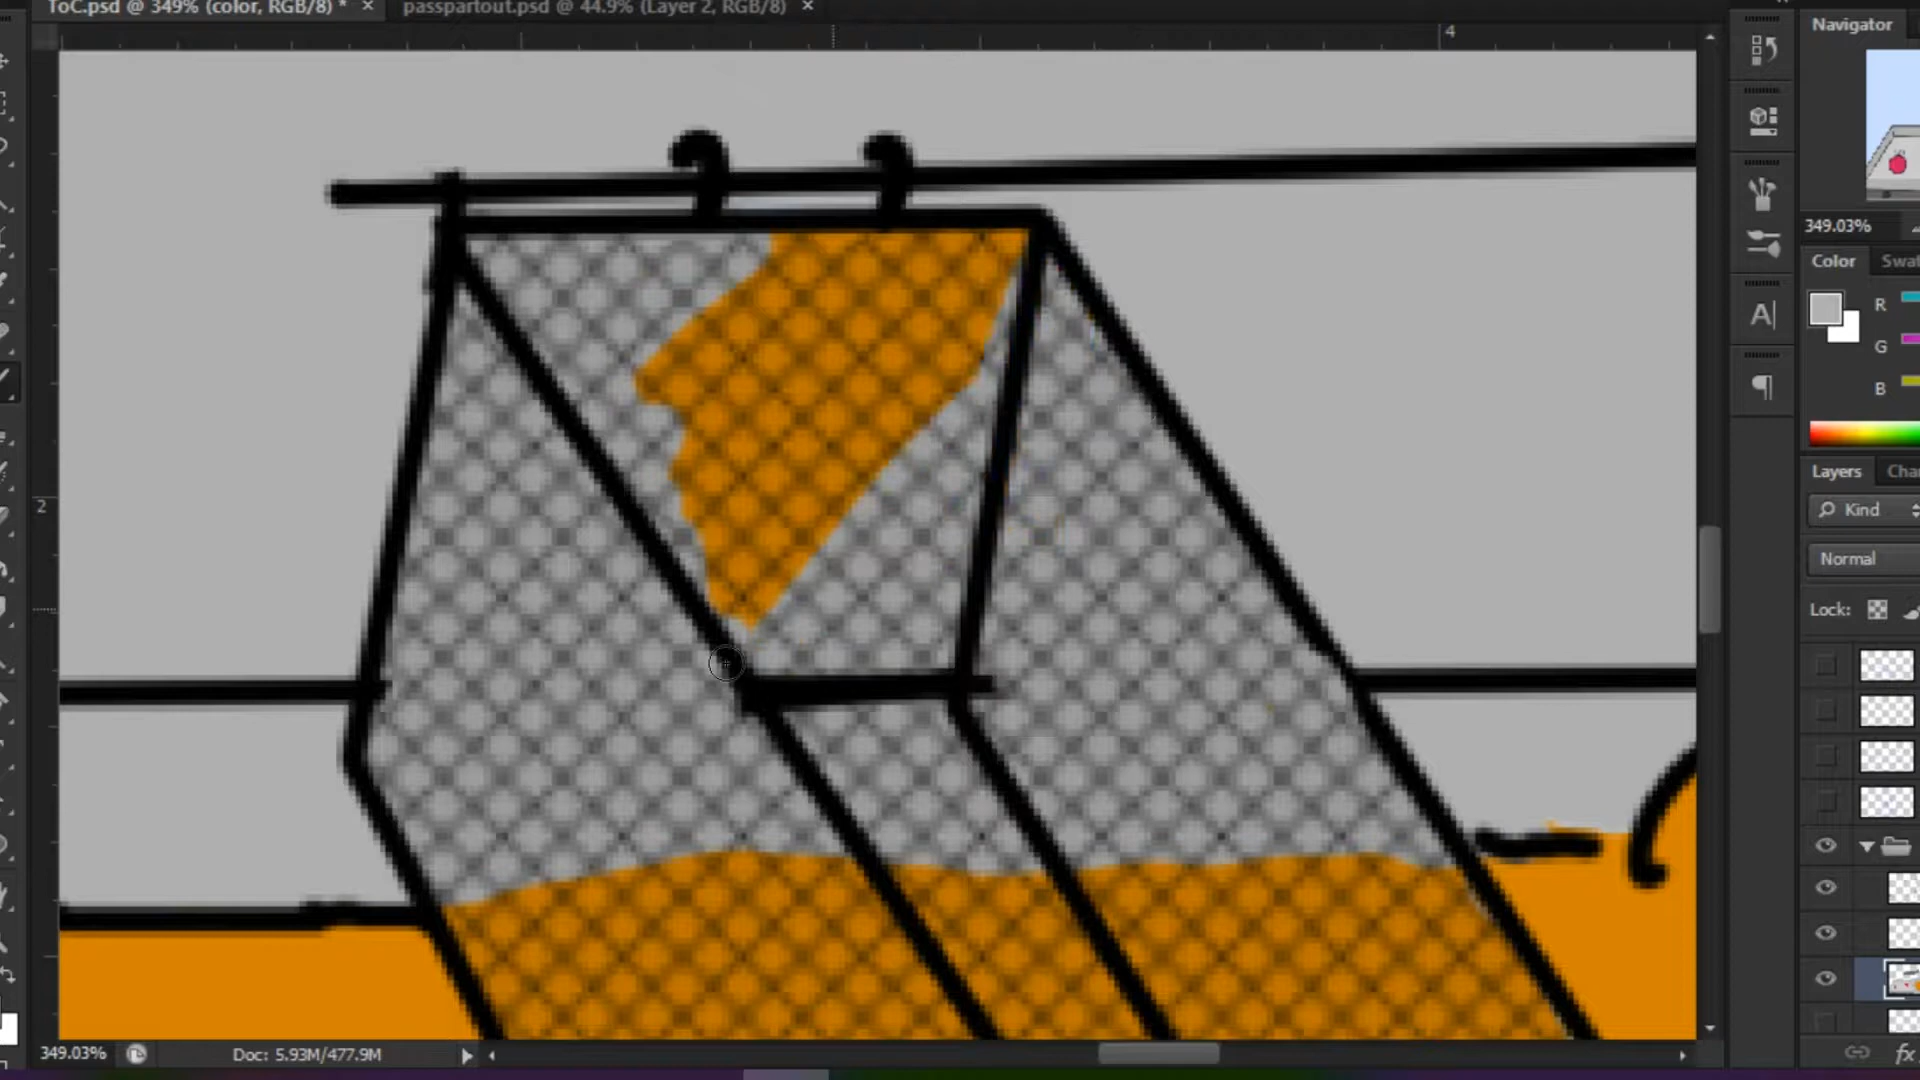 ToC.psd @ 349% (color, RGB/8) * ×
passpartout.psd @ 44.9% (Layer 2, RGB/8) ×
4
2
Navigator
349.03%
Color
Swat
R
G
B
Layers
Cha
Kind
Normal
Lock:
fx
349.03%
Doc: 5.93M/477.9M